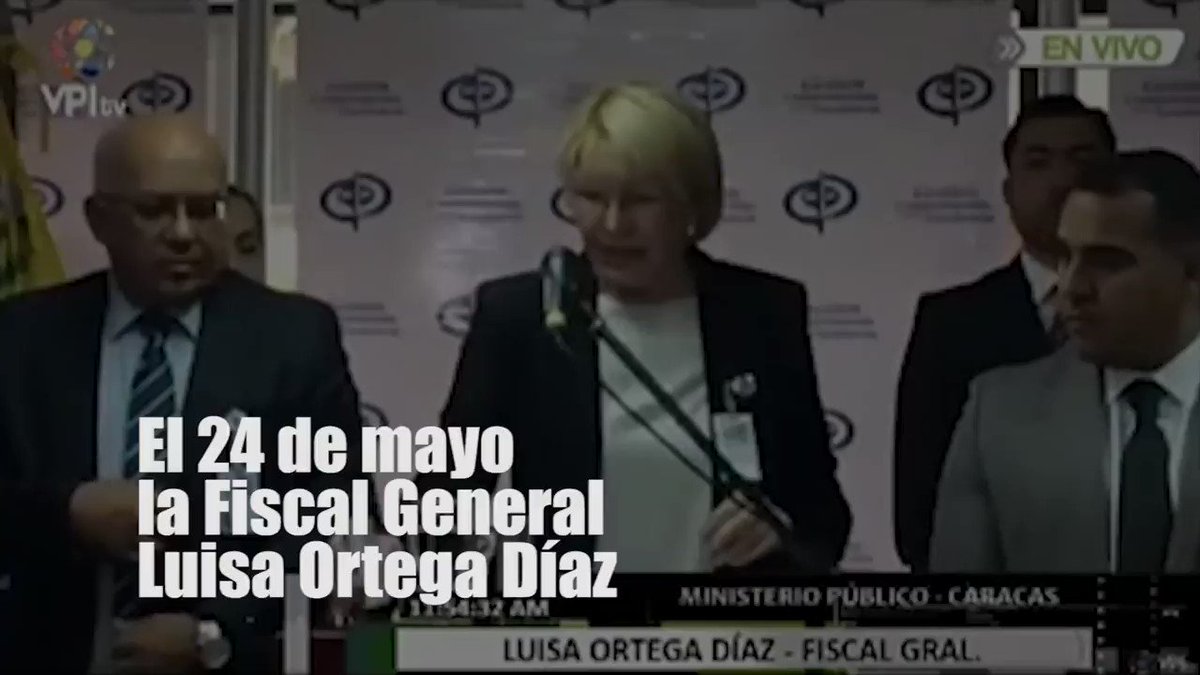 VPItv
EN VIVO
El 24 de mayo
la Fiscal General
Luisa Ortega Díaz
11:54:32 AM
MINISTERIO PÚBLICO - CARACAS
LUISA ORTEGA DÍAZ - FISCAL GRAL.